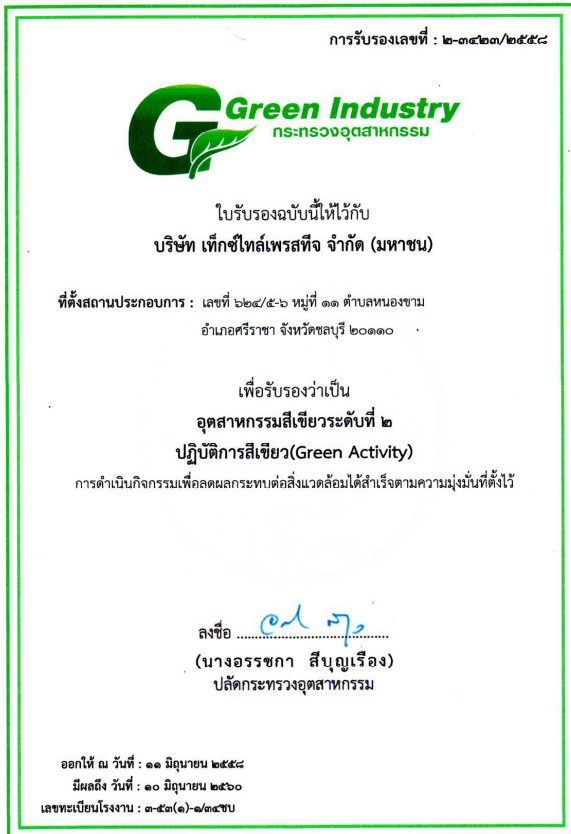 การรับรองเลขที่ : ๒-๓๔๒๓/๒๕๕๘
Green Industry
กระทรวงอุตสาหกรรม
ใบรับรองฉบับนี้ให้ไว้กับ
บริษัท เท็กซ์ไทล์เพรสทีจ จำกัด (มหาชน)
ที่ตั้งสถานประกอบการ : เลขที่ ๖๒๔/๕-๖ หมู่ที่ ๑๑ ตำบลหนองขาม
อำเภอศรีราชา จังหวัดชลบุรี ๒๐๑๑๐
เพื่อรับรองว่าเป็น
อุตสาหกรรมสีเขียวระดับที่ ๒
ปฏิบัติการสีเขียว(Green Activity)
การดำเนินกิจกรรมเพื่อลดผลกระทบต่อสิ่งแวดล้อมได้สำเร็จตามความมุ่งมั่นที่ตั้งไว้
ลงชื่อ
(นางอรรชกา สีบุญเรือง)
ปลัดกระทรวงอุตสาหกรรม
ออกให้ ณ วันที่ : ๑๑ มิถุนายน ๒๕๕๘
มีผลถึง วันที่ : ๑๐ มิถุนายน ๒๕๖๐
เลขทะเบียนโรงงาน : ๓-๕๓(๑)-๑/๓๔ชบ